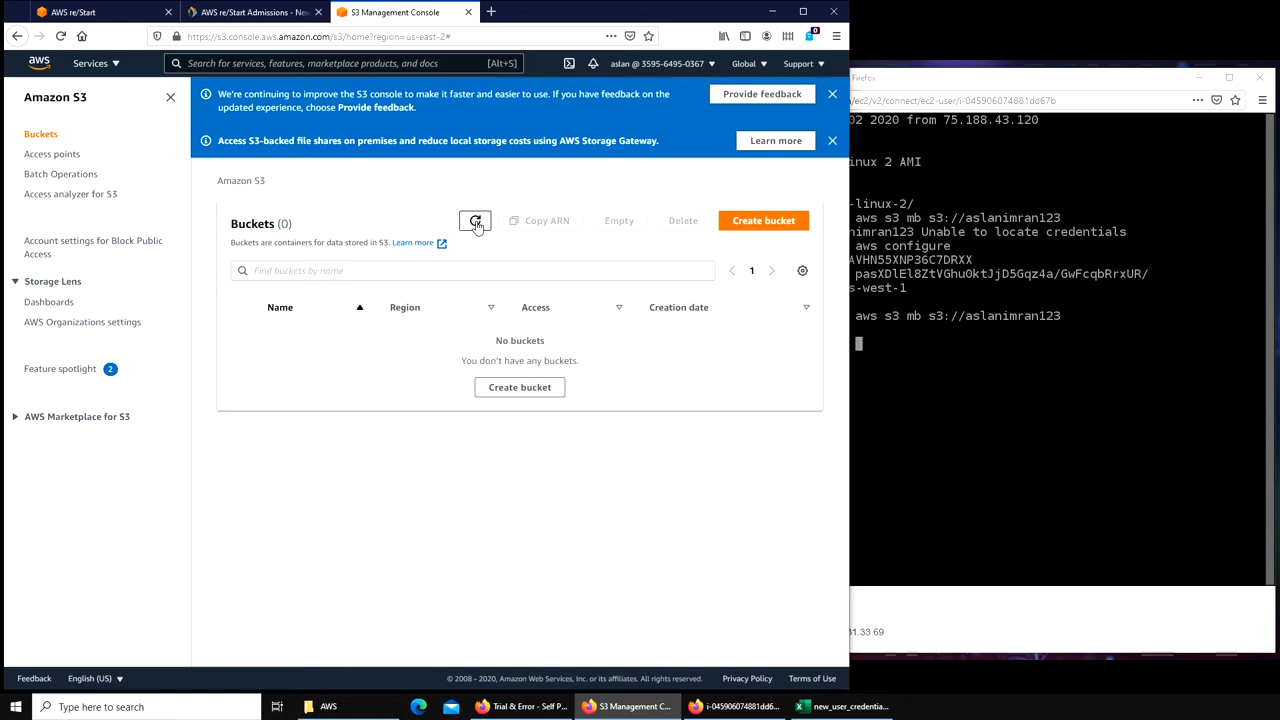 AWS re/Start
AWS re/Start Admissions - Ne
S3 Management Console
https://s3.console.aws.amazon.com/s3/home?region=us-east-2#
0
aws
Services
Search for services, features, marketplace products, and docs
[Alt+S]
aslan @ 3595-6495-0367
Global
Support
Amazon S3
Buckets
Access points
Batch Operations
Access analyzer for S3
Account settings for Block Public
Access
Storage Lens
Dashboards
AWS Organizations settings
Feature spotlight
2
AWS Marketplace for S3
We're continuing to improve the S3 console to make it faster and easier to use. If you have feedback on the
updated experience, choose Provide feedback.
Provide feedback
Access S3-backed file shares on premises and reduce local storage costs using AWS Storage Gateway.
Learn more
Amazon S3
Buckets (0)
Copy ARN
Empty
Delete
Create bucket
Buckets are containers for data stored in S3. Learn more
Find buckets by name
1
Name
Region
Access
Creation date
No buckets
You don't have any buckets.
Create bucket
Feedback
English (US)
© 2008 - 2020, Amazon Web Services, Inc. or its affiliates. All rights reserved.
Privacy Policy
Terms of Use
Firefox
/ec2/v2/connect/ec2-user/i-045906074881dd67b
02 2020 from 75.188.43.120
inux 2 AMI
-linux-2/
aws s3 mb s3://aslanimran123
nimran123 Unable to locate credentials
aws configure
AVHN55XNP36C7DRXX
pasXDlEl8ZtVGhu0ktJjD5Gqz4a/GwFcqbRrxUR/
s-west-1
aws s3 mb s3://aslanimran123
31.33.69
Type here to search
AWS
Trial & Error - Self P...
S3 Management C...
i-045906074881dd6...
new_user_credentia...